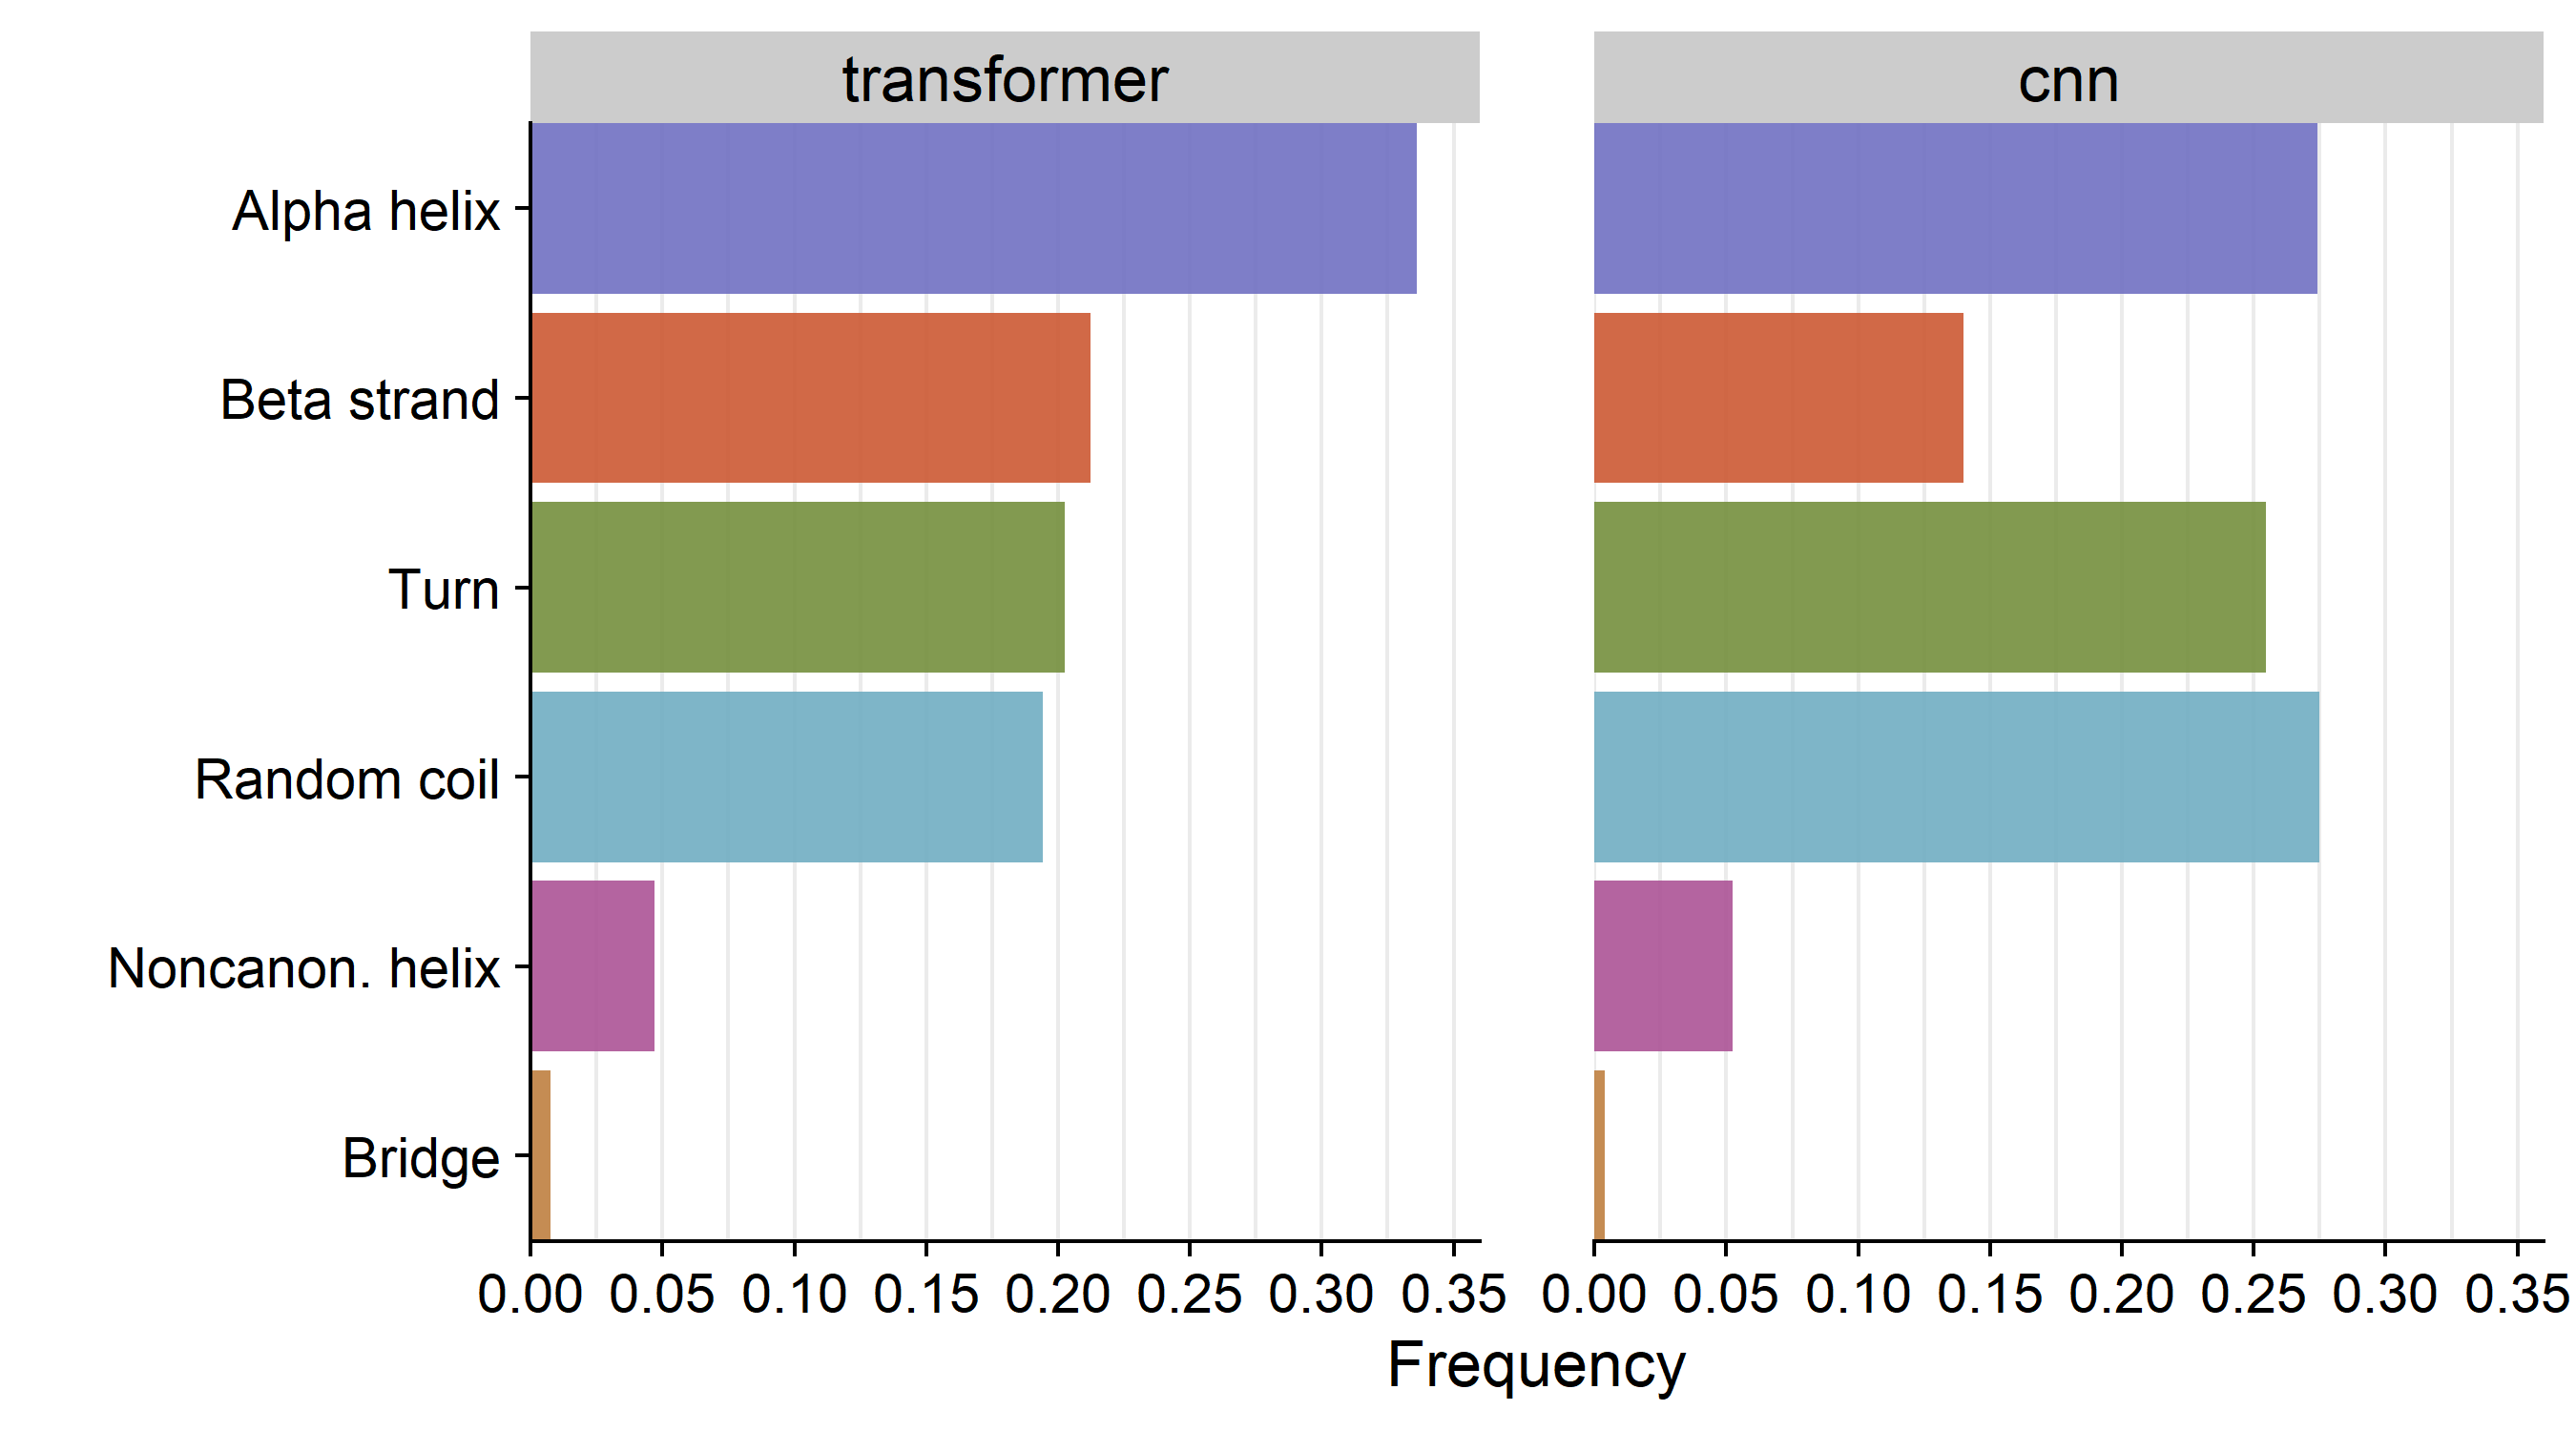 transformer
cnn
Alpha helix
Beta strand
Turn
Random coil
Noncanon. helix
Bridge
0.00 0.05 0.10 0.15 0.20 0.25 0.30 0.35
0.00 0.05 0.10 0.15 0.20 0.25 0.30 0.35
Frequency